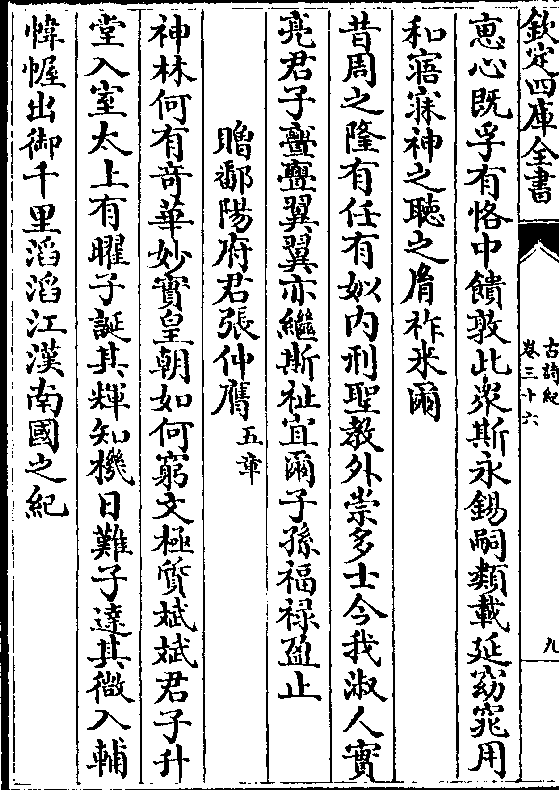 欽定四庫全書
古詩紀
卷三十六
九
恵心既孚有恪中饋敦此衆斯永錫嗣類載延窈窕用
和寤寐神之聽之胥祚米爾
昔周之隆有任有姒内刑聖教外崇多士今我淑人實
亮君子亹亹翼翼亦繼斯祉宜爾子孫福禄盈止
贈鄱陽府君張仲膺五章
神林何有奇華妙實皇朝如何窮文極質斌斌君子升
堂入室太上有曜子誕其輝知機日難子達其微入輔
幃幄出御千里滔滔江漢南國之紀